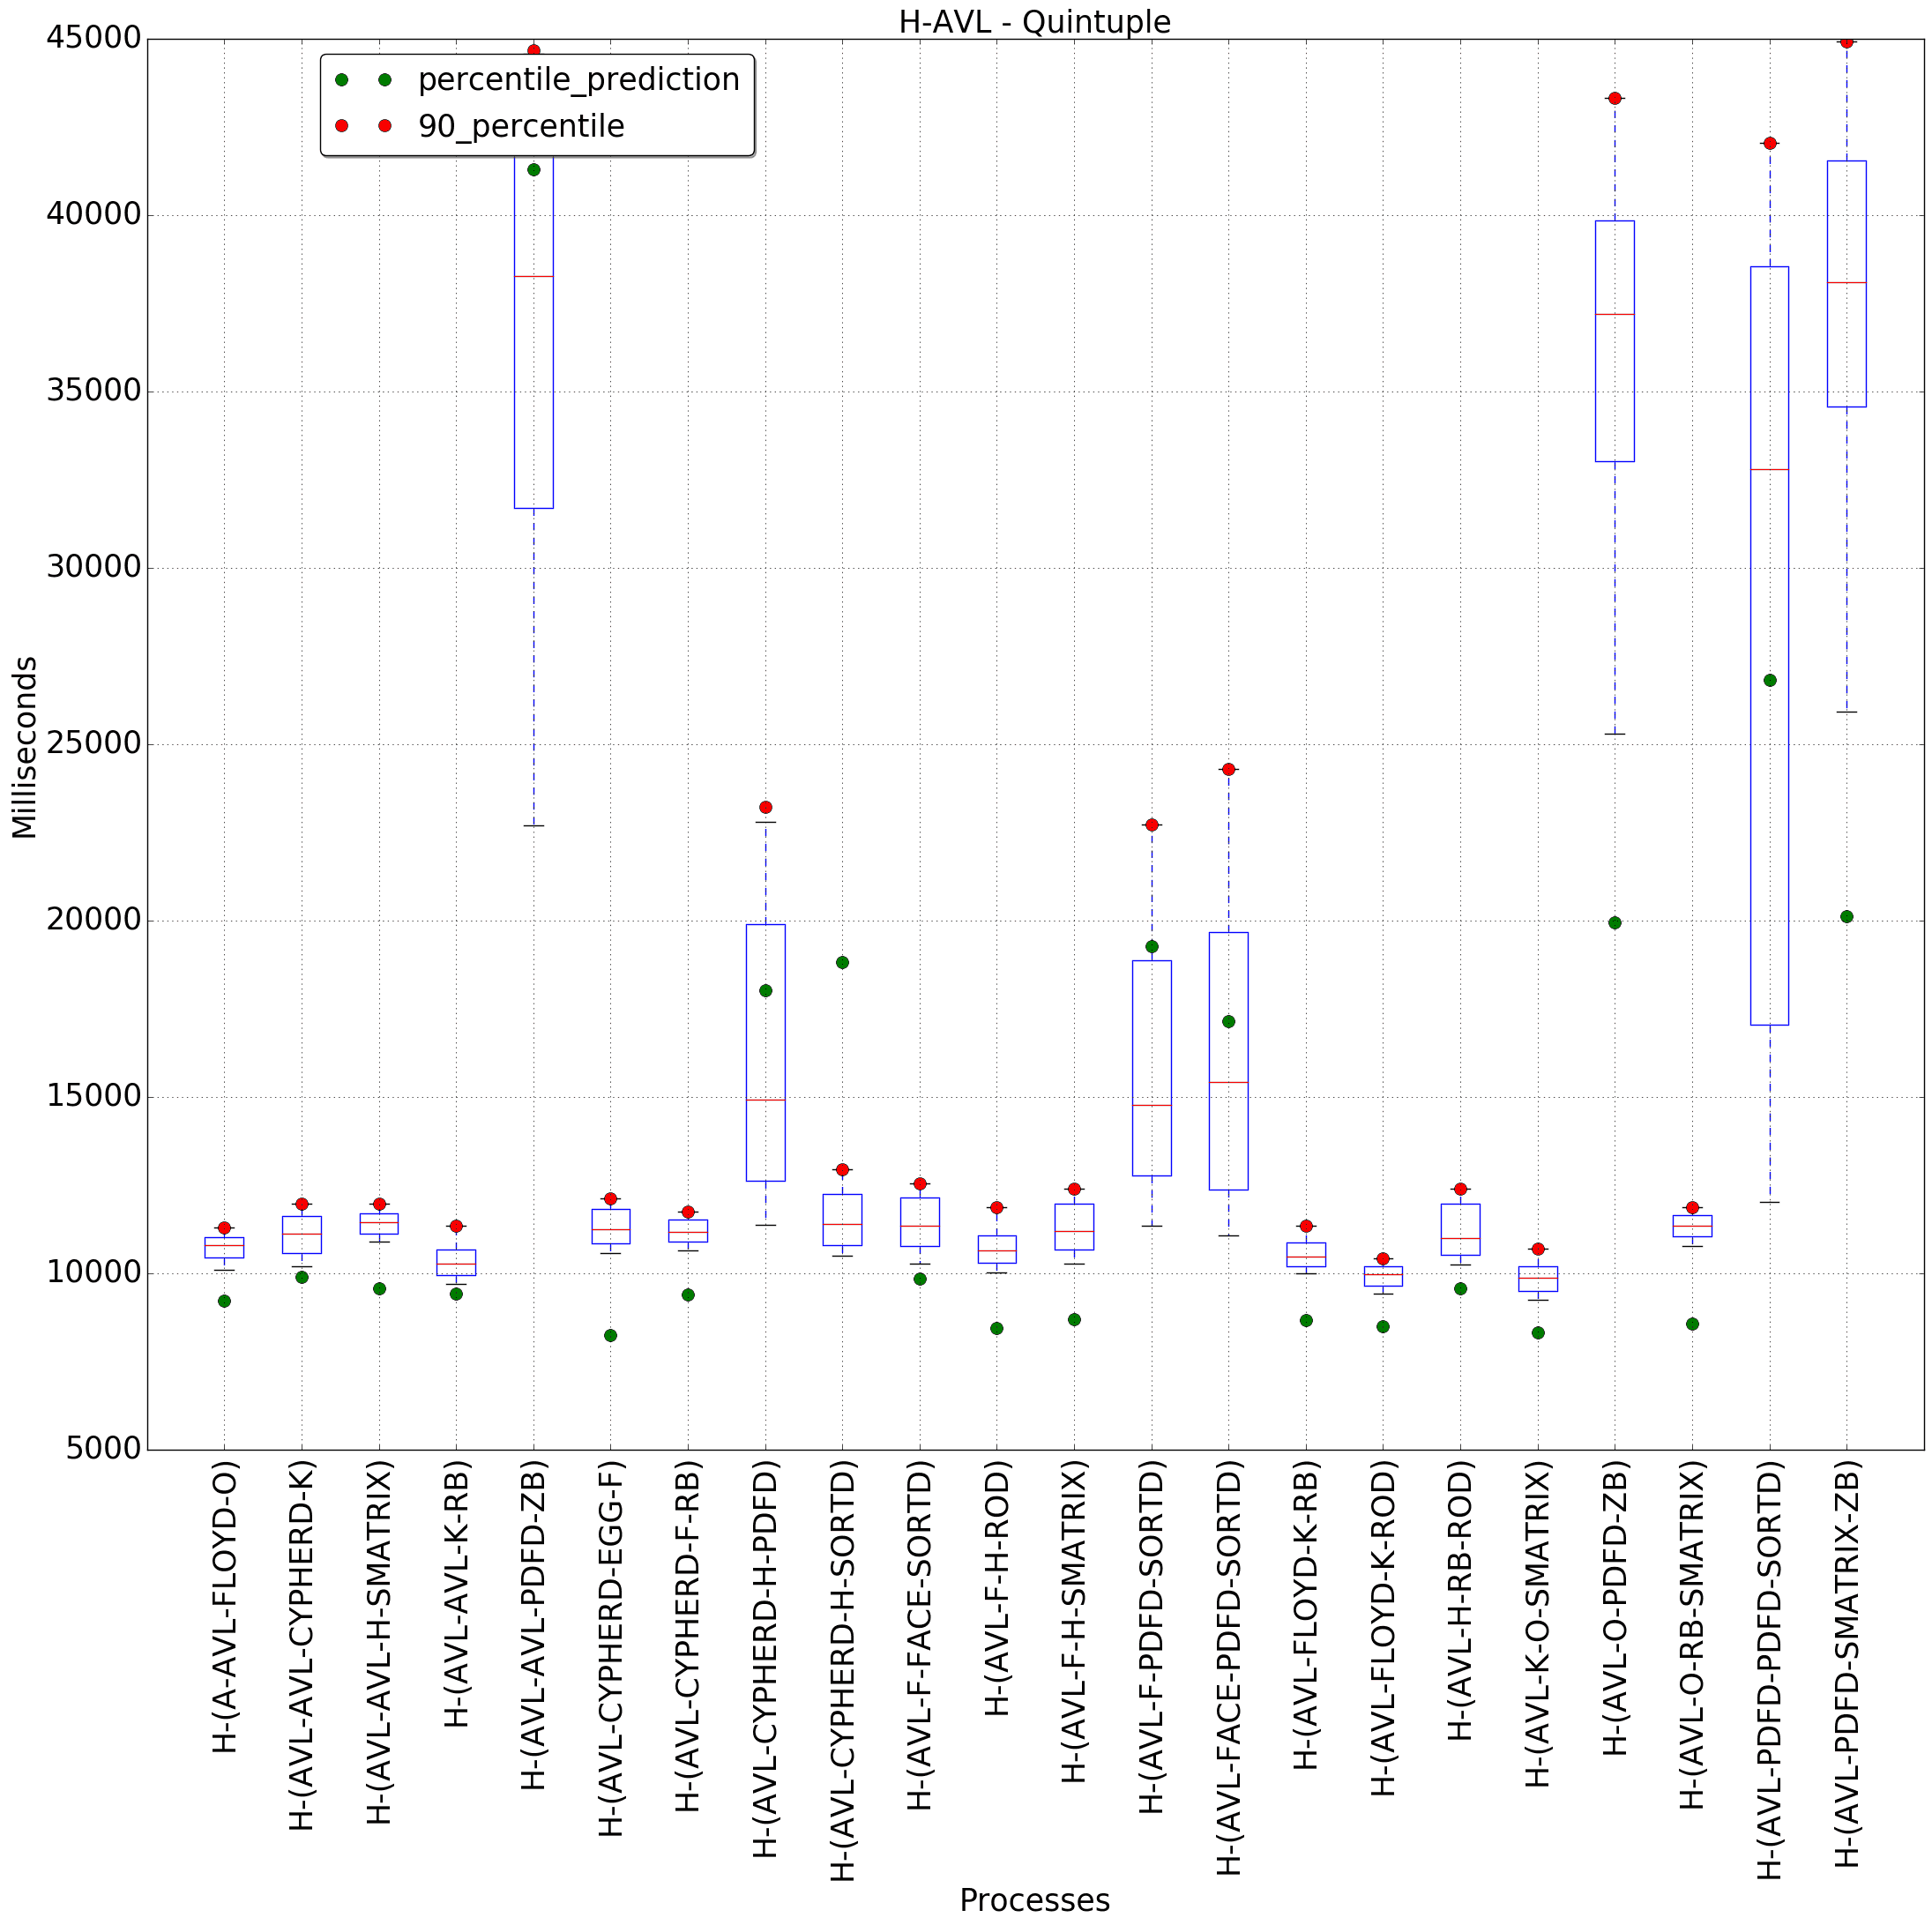 H-AVL - Quintuple
percentile_prediction
90_percentile
45000
40000
35000
30000
25000
20000
15000
10000
5000
Milliseconds
H-(A-AVL-FLOYD-O)
H-(AVL-AVL-CYPHERD-K)
H-(AVL-AVL-H-SMATRIX)
H-(AVL-AVL-K-RB)
H-(AVL-AVL-PDFD-ZB)
H-(AVL-CYPHERD-EGG-F)
H-(AVL-CYPHERD-F-RB)
H-(AVL-CYPHERD-H-PDFD)
H-(AVL-CYPHERD-H-SORTD)
H-(AVL-F-FACE-SORTD)
H-(AVL-F-H-ROD)
H-(AVL-F-H-SMATRIX)
H-(AVL-F-PDFD-SORTD)
H-(AVL-FACE-PDFD-SORTD)
H-(AVL-FLOYD-K-RB)
H-(AVL-FLOYD-K-ROD)
H-(AVL-H-RB-ROD)
H-(AVL-K-O-SMATRIX)
H-(AVL-O-PDFD-ZB)
H-(AVL-O-RB-SMATRIX)
H-(AVL-PDFD-PDFD-SORTD)
H-(AVL-PDFD-SMATRIX-ZB)
Processes